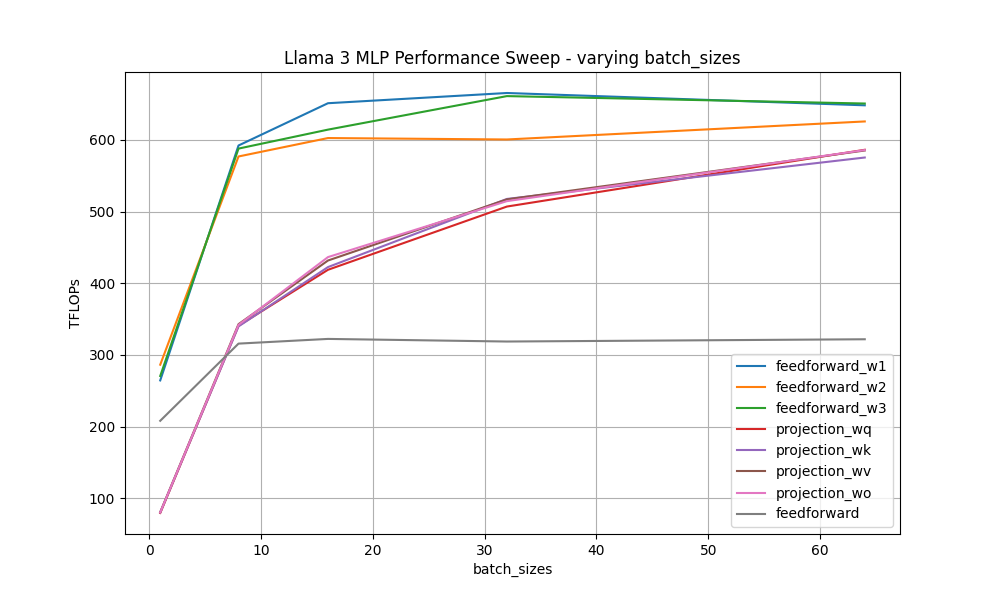 Llama 3 MLP Performance Sweep - varying batch_sizes
TFLOPs
600
500
400
300
200
100
0
10
20
30
40
50
60
batch_sizes
feedforward_w1
feedforward_w2
feedforward_w3
projection_wq
projection_wk
projection_wv
projection_wo
feedforward